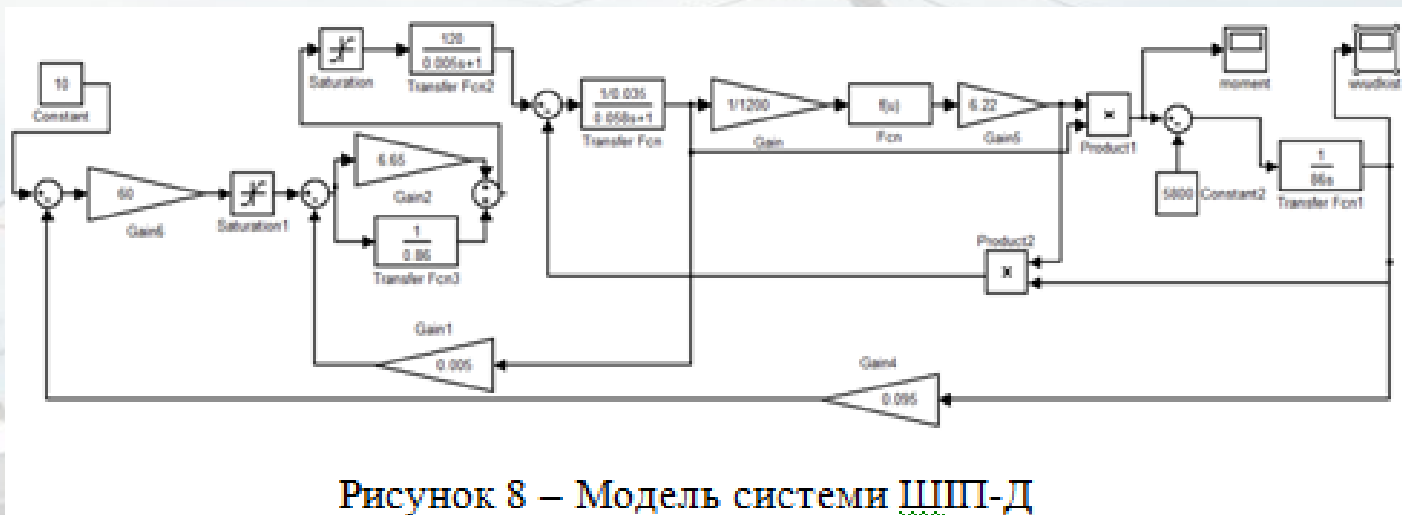 120
0.005s+1
Saturation
Transfer Fcn2
moment
10
Constant
1/0.035
0.058s+1
Transfer Fcn
1/1200
Gain
f(u)
Fcn
6.22
Gain5
×
Product1
6.65
Gain2
60
Gain6
Saturation1
1
0.86
Transfer Fcn3
5800
Constant2
1
86s
Transfer Fcn1
Product2
×
Gain1
0.005
Gain4
0.095
Рисунок 8 – Модель системи ШІП-Д